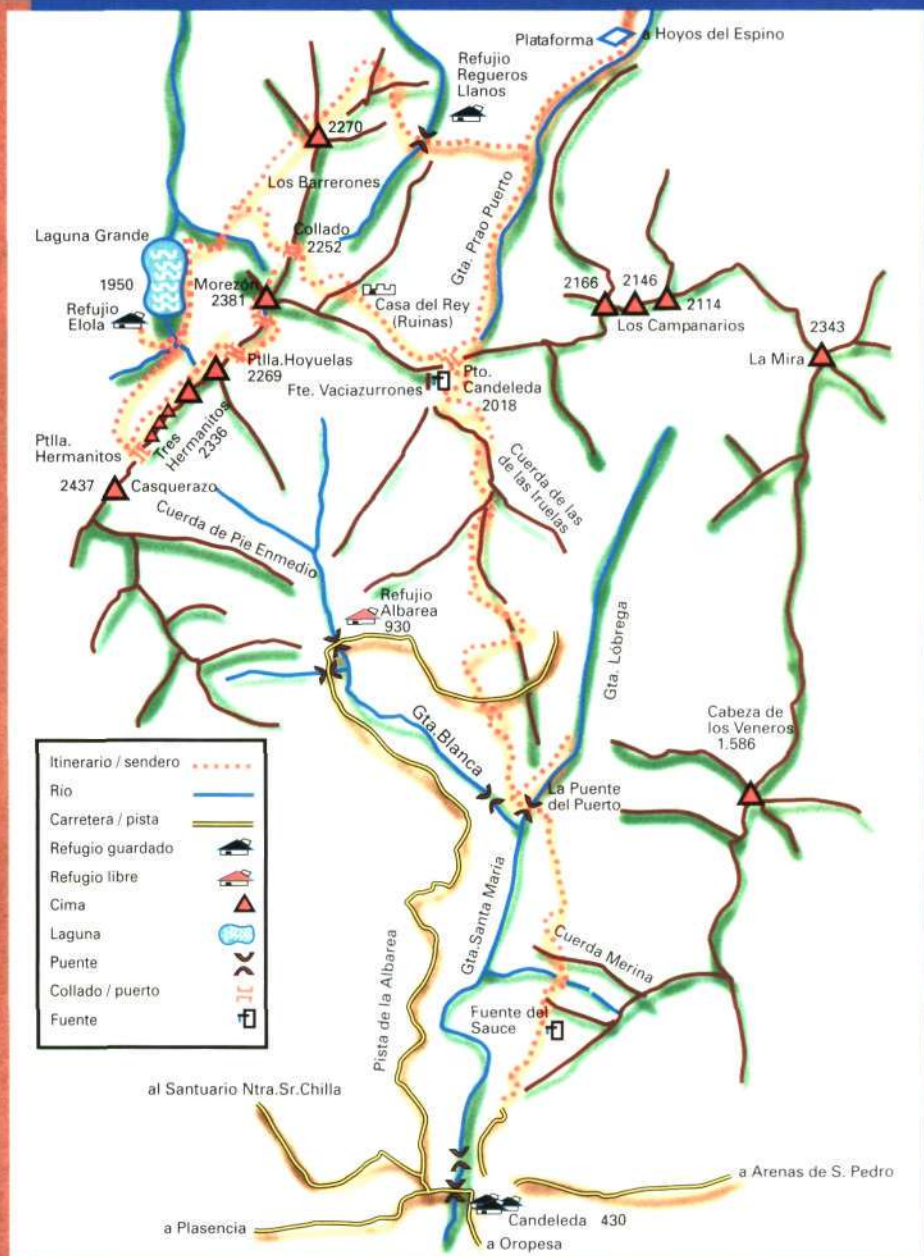 Plataforma
a Hoyos del Espino
Refujio
Regueros
Llanos
2270
Los Barrerones
Gta. Prao Puerto
Collado
2252
Laguna Grande
1950
Refujio
Elola
Morezón
2381
Casa del Rey
(Ruinas)
2166
2146
2114
Los Campanarios
2343
La Mira
Ptlla.Hoyuelas
2269
Fte. Vaciazurrones
Pto.
Candeleda
2018
Tres
Hermanitos
2336
Ptlla.
Hermanitos
2437
Casquerazo
Cuerda de Pie Enmedio
Cuerda de las
de las Iruelas
Refujio
Albarea
930
Gta. Lóbrega
Gta.Blanca
Cabeza de
los Veneros
1.586
La Puente
del Puerto
Itinerario / sendero
Rio
Carretera / pista
Refugio guardado
Refugio libre
Cima
Laguna
Puente
Collado / puerto
Fuente
Pista de la Albarea
Gta.Santa Maria
Cuerda Merina
Fuente del
Sauce
al Santuario Ntra.Sr.Chilla
a Arenas de S. Pedro
a Plasencia
Candeleda 430
a Oropesa